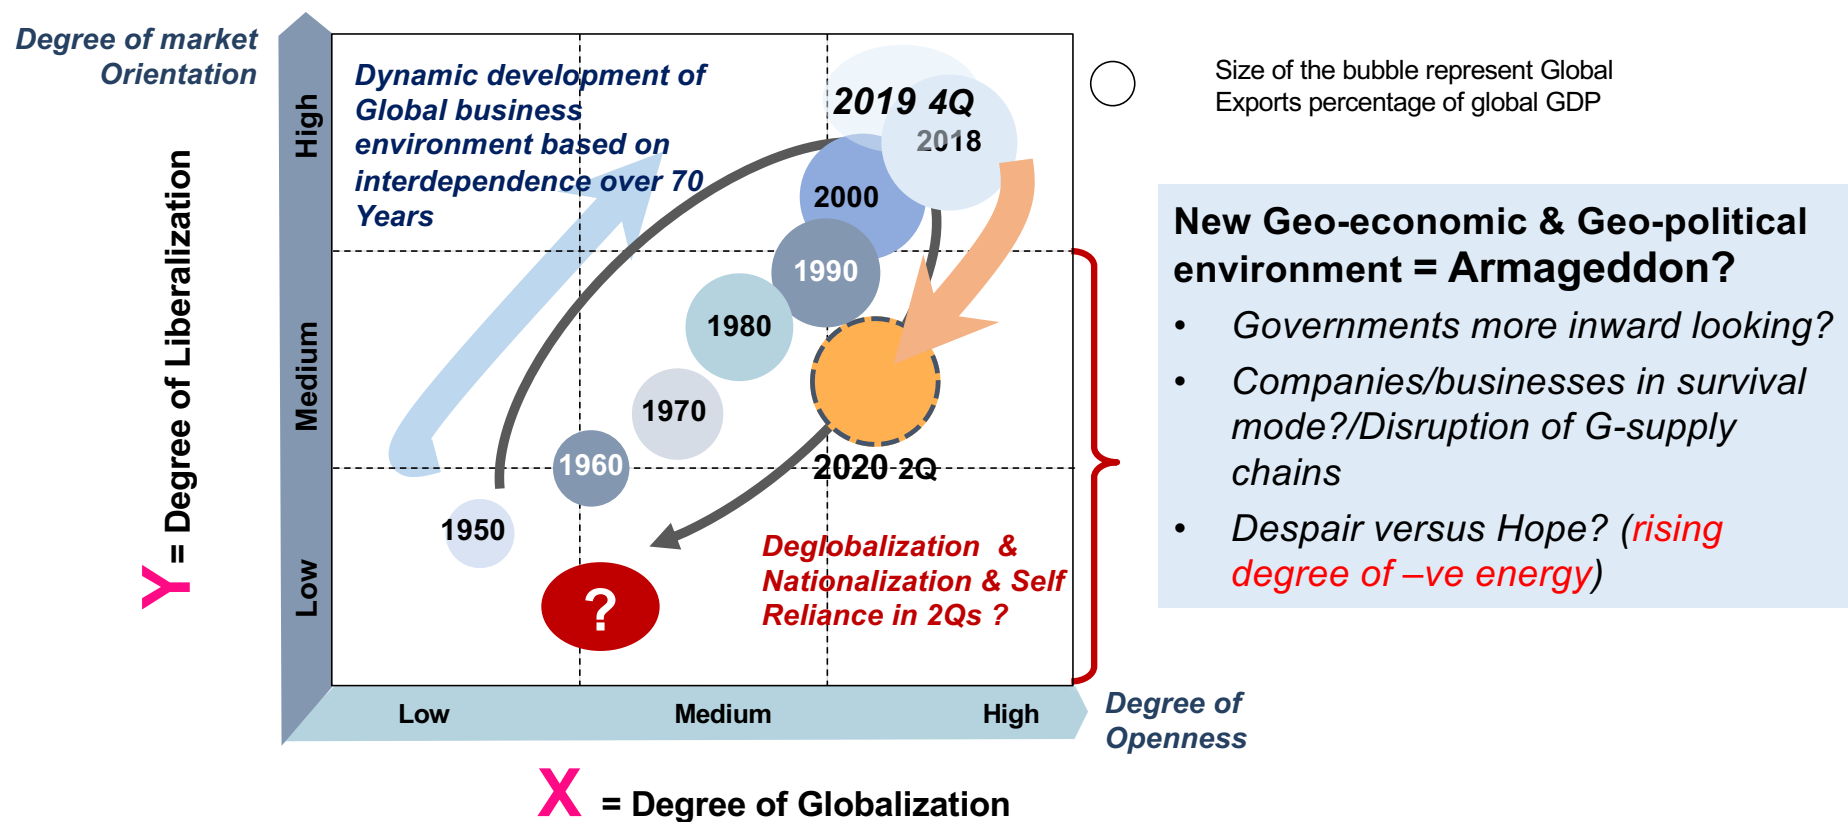 Degree of market
Orientation
High
Medium
Low
Y = Degree of Liberalization
Dynamic development of
Global business
environment based on
interdependence over 70
Years
2019 4Q
2018
2000
1990
1980
1970
1960
1950
2020 2Q
?
Deglobalization &
Nationalization & Self
Reliance in 2Qs ?
Low
Medium
High
Degree of
Openness
X = Degree of Globalization
Size of the bubble represent Global
Exports percentage of global GDP
New Geo-economic & Geo-political
environment = Armageddon?
• Governments more inward looking?
• Companies/businesses in survival
mode?/Disruption of G-supply
chains
• Despair versus Hope? (rising
degree of –ve energy)